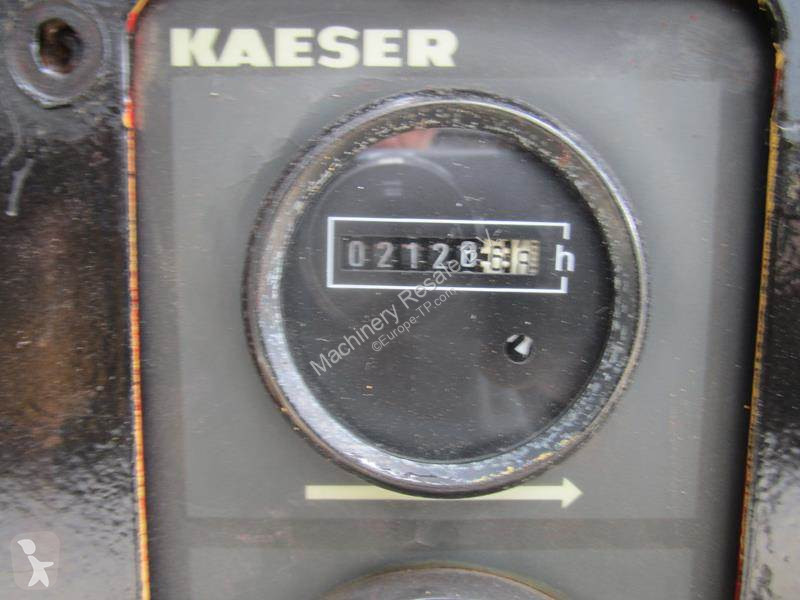 KAESER
02128 h
Machinery Resale
©Europe-TP.com